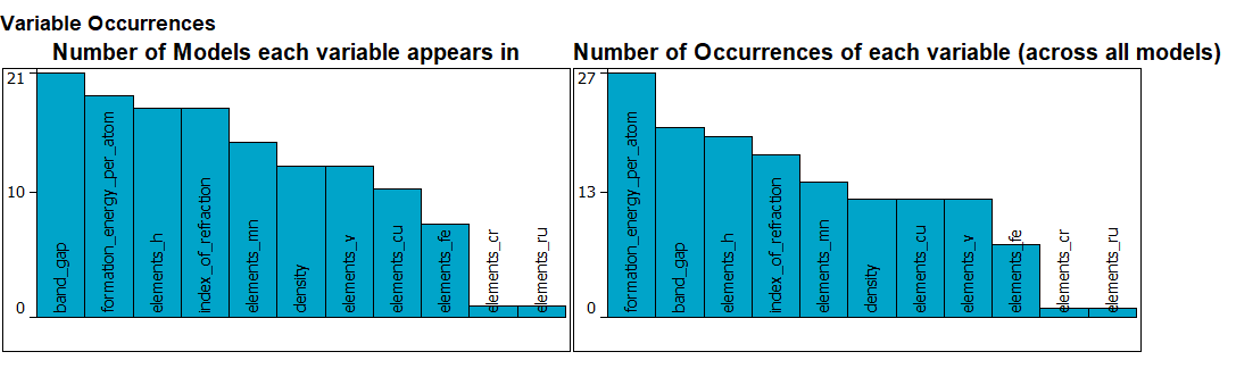 Variable Occurrences
Number of Models each variable appears in
21
10
0
band_gap
formation_energy_per_atom
elements_h
index_of_refraction
elements_mn
density
elements_v
elements_cu
elements_fe
elements_cr
elements_ru
Number of Occurrences of each variable (across all models)
27
13
0
formation_energy_per_atom
band_gap
elements_h
index_of_refraction
elements_mn
density
elements_cu
elements_v
elements_fe
elements_cr
elements_ru